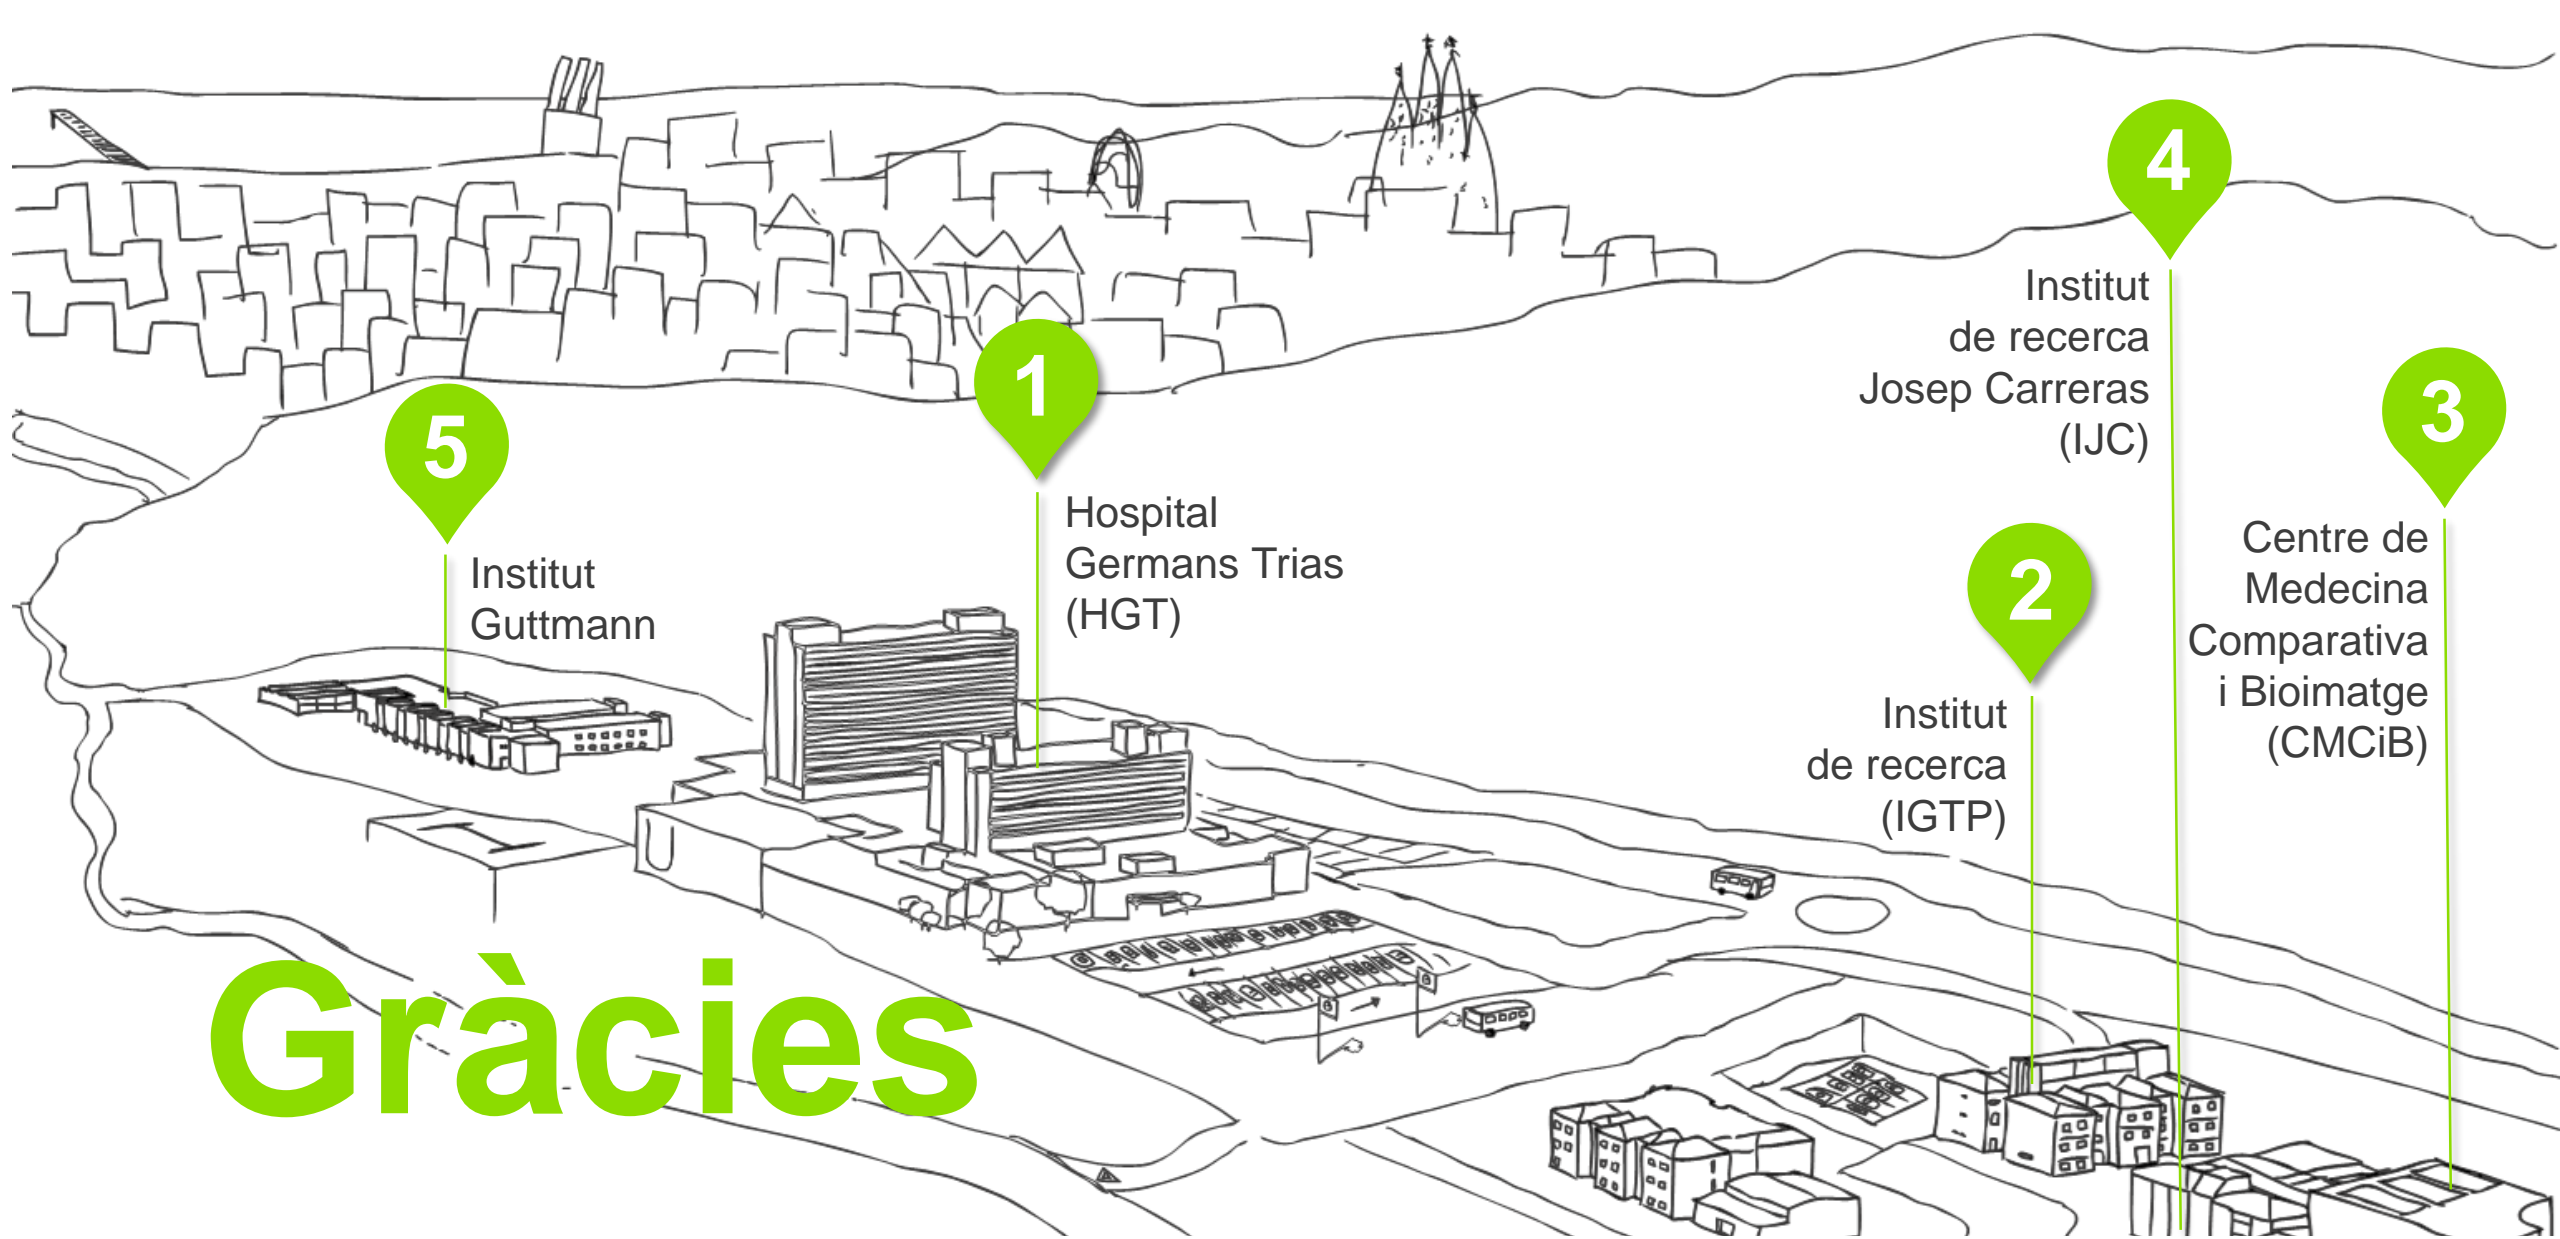 4
Institut
de recerca
Josep Carreras
(IJC)
1
Hospital
Germans Trias
(HGT)
3
Centre de
Medecina
Comparativa
i Bioimatge
(CMCiB)
5
Institut
Guttmann
2
Institut
de recerca
(IGTP)
Gràcies